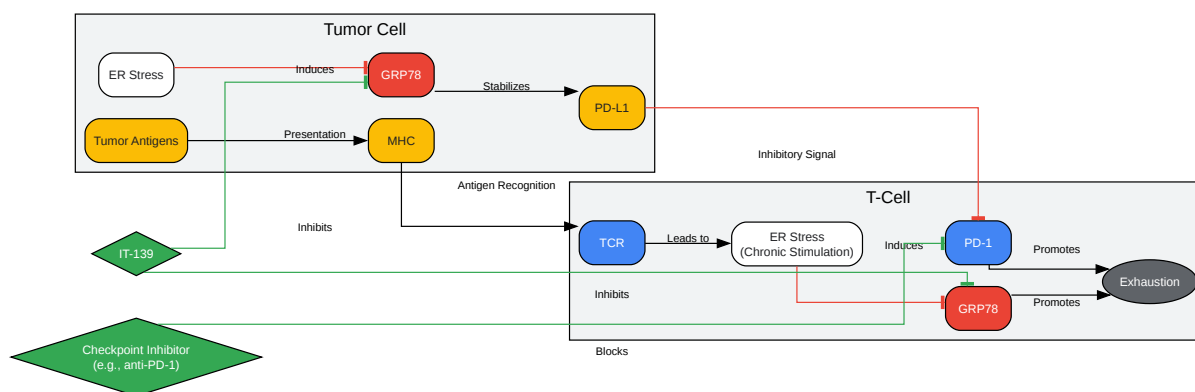 Tumor Cell
ER Stress
Induces
GRP78
Stabilizes
PD-L1
Tumor Antigens
Presentation
MHC
Inhibitory Signal
Antigen Recognition
T-Cell
Inhibits
IT-139
TCR
Leads to
ER Stress
(Chronic Stimulation)
Induces
PD-1
Promotes
Exhaustion
Inhibits
GRP78
Promotes
Checkpoint Inhibitor
(e.g., anti-PD-1)
Blocks